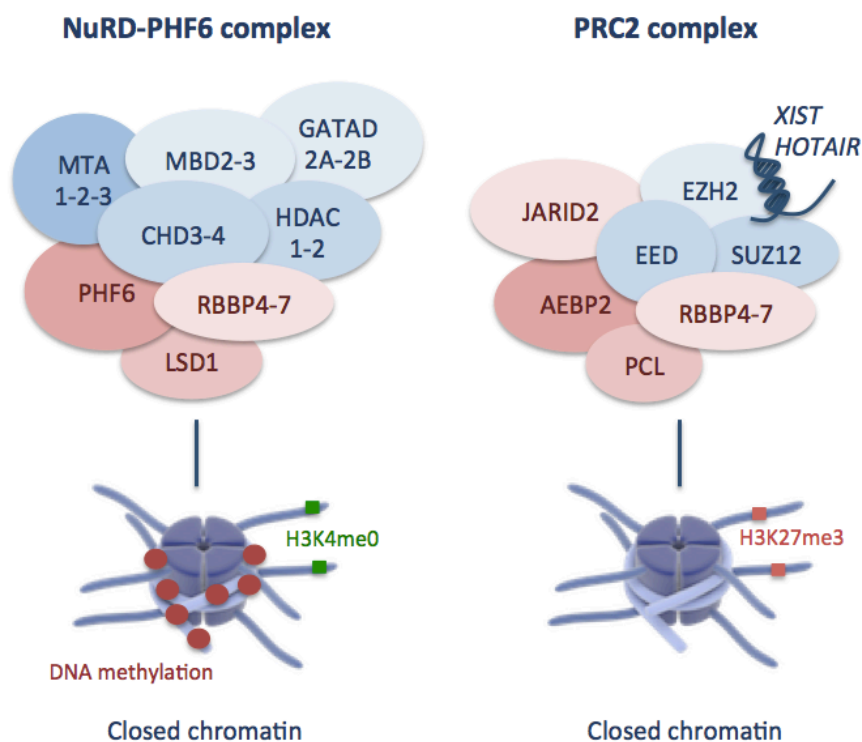 NuRD-PHF6 complex
MTA
1-2-3
MBD2-3
GATAD
2A-2B
CHD3-4
HDAC
1-2
PHF6
RBBP4-7
LSD1
H3K4me0
DNA methylation
Closed chromatin
PRC2 complex
XIST
HOTAIR
JARID2
EZH2
EED
SUZ12
AEBP2
RBBP4-7
PCL
H3K27me3
Closed chromatin